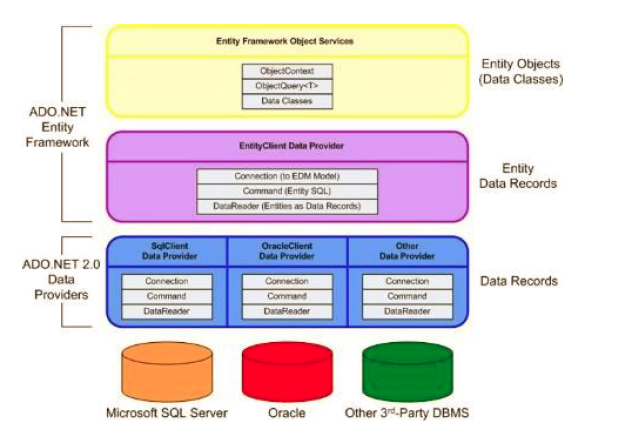 Entity Framework Object Services
ObjectContext
ObjectQuery<T>
Data Classes
Entity Objects
(Data Classes)
ADO.NET
Entity
Framework
EntityClient Data Provider
Connection (to EDM Model)
Command (Entity SQL)
DataReader (Entities as Data Records)
Entity
Data Records
ADO.NET 2.0
Data
Providers
SqlClient
Data Provider
Connection
Command
DataReader
OracleClient
Data Provider
Connection
Command
DataReader
Other
Data Provider
Connection
Command
DataReader
Data Records
Microsoft SQL Server
Oracle
Other 3rd-Party DBMS